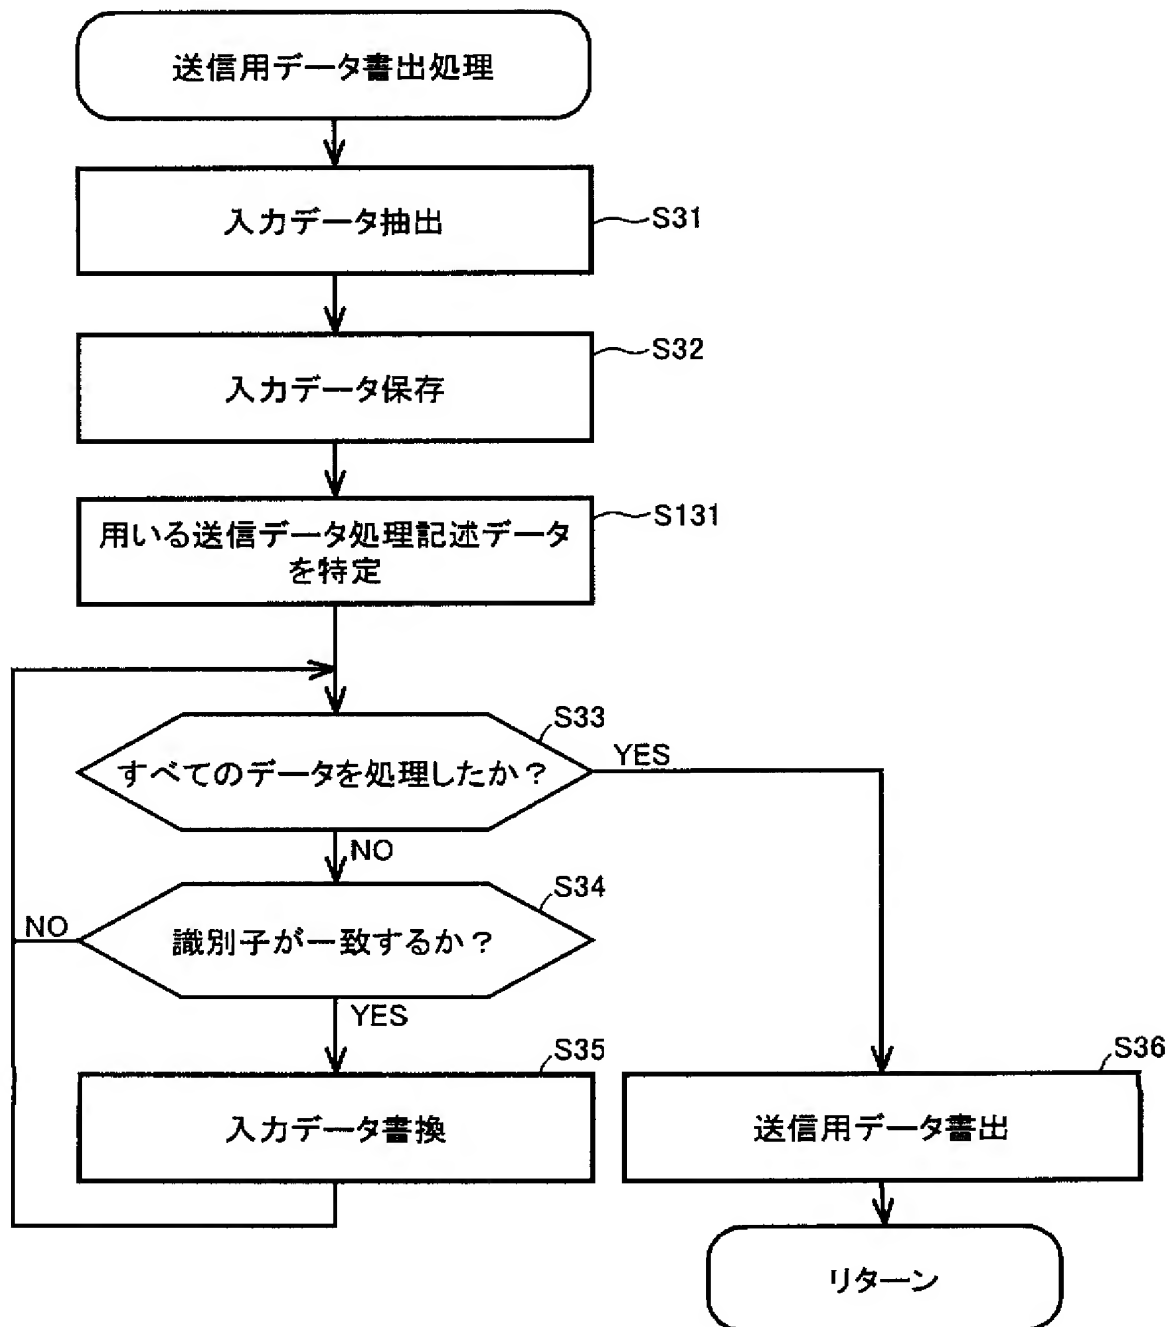 送信用データ書出処理
入力データ抽出
S31
入力データ保存
S32
用いる送信データ処理記述データ
を特定
S131
S33
すべてのデータを処理したか？
YES
NO
S34
識別子が一致するか？
NO
YES
S35
入力データ書換
S36
送信用データ書出
リターン